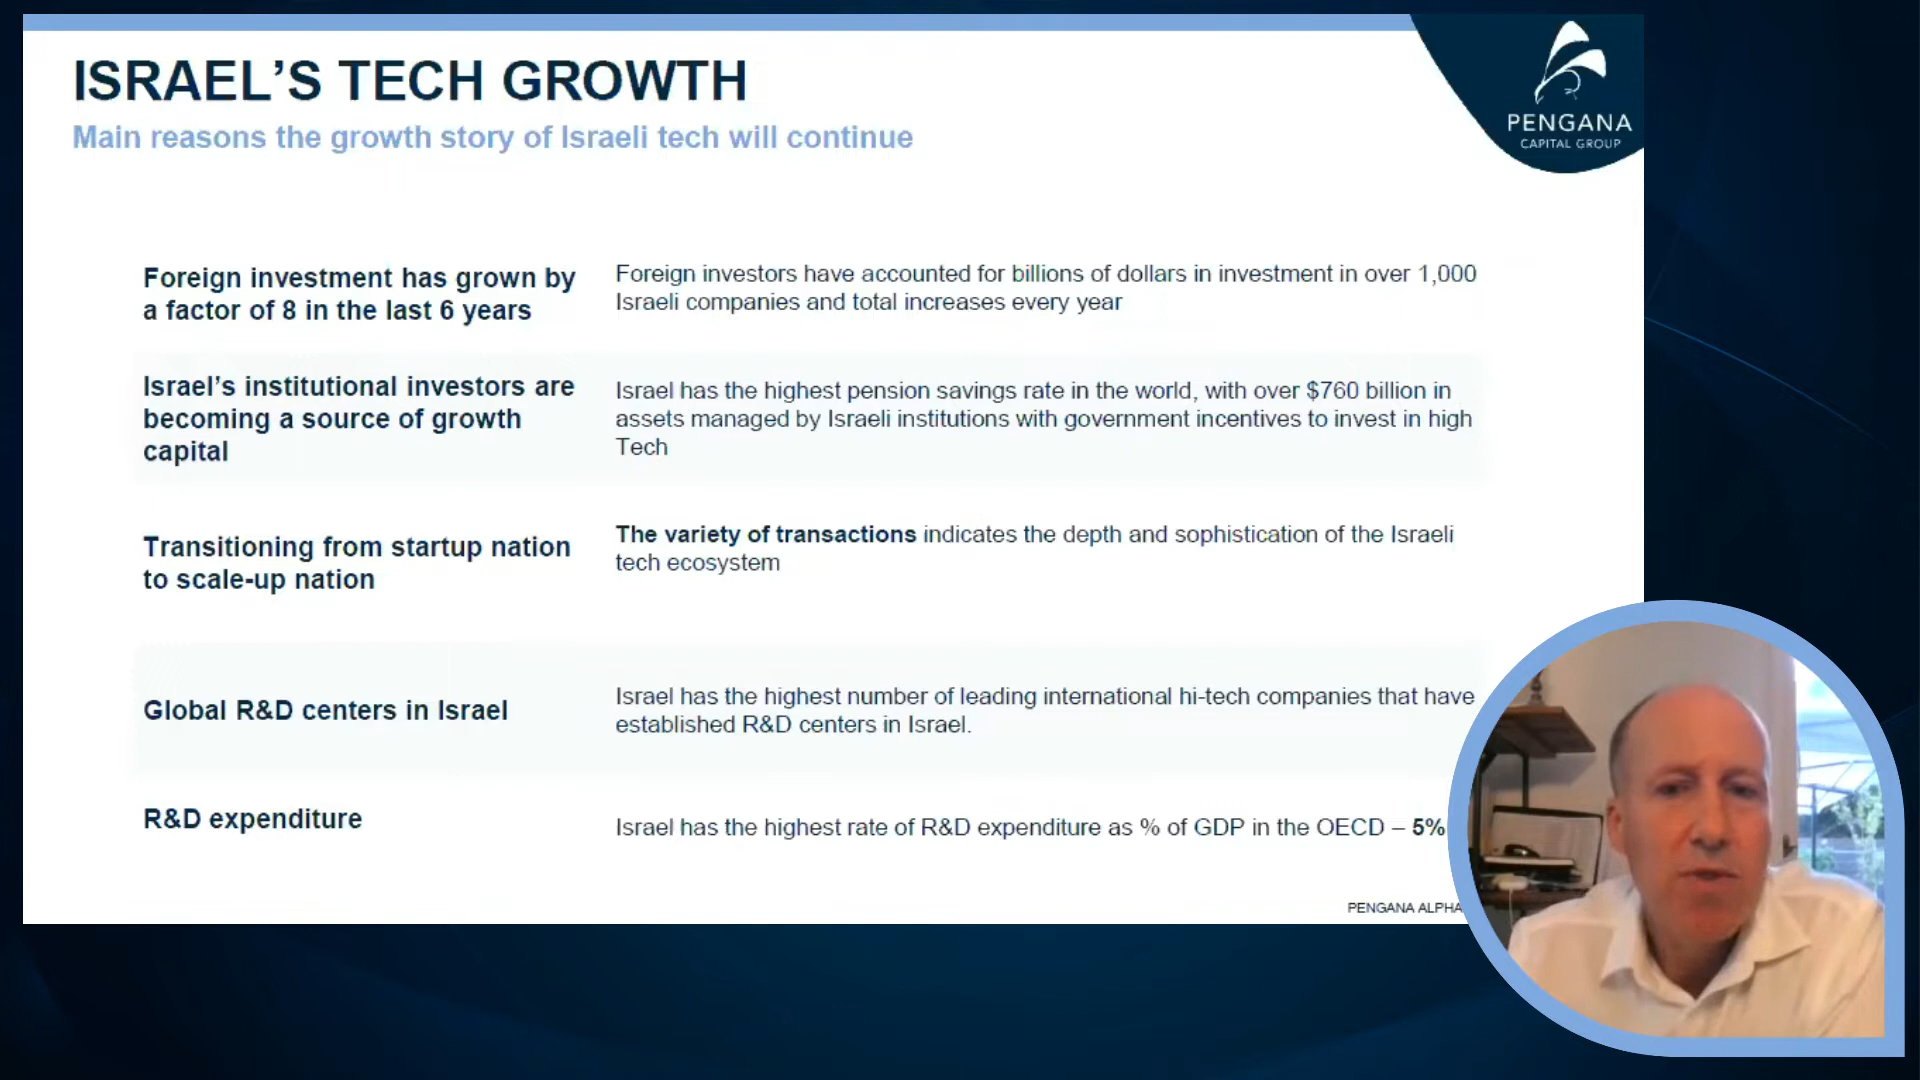 ISRAEL'S TECH GROWTH
Main reasons the growth story of Israeli tech will continue
PENGANA
CAPITAL GROUP
Foreign investment has grown by
a factor of 8 in the last 6 years
Foreign investors have accounted for billions of dollars in investment in over 1,000
Israeli companies and total increases every year
Israel's institutional investors are
becoming a source of growth
capital
Israel has the highest pension savings rate in the world, with over $760 billion in
assets managed by Israeli institutions with government incentives to invest in high
Tech
Transitioning from startup nation
to scale-up nation
The variety of transactions indicates the depth and sophistication of the Israeli
tech ecosystem
Global R&D centers in Israel
Israel has the highest number of leading international hi-tech companies that have
established R&D centers in Israel.
R&D expenditure
Israel has the highest rate of R&D expenditure as % of GDP in the OECD – 5%
PENGANA ALPHA